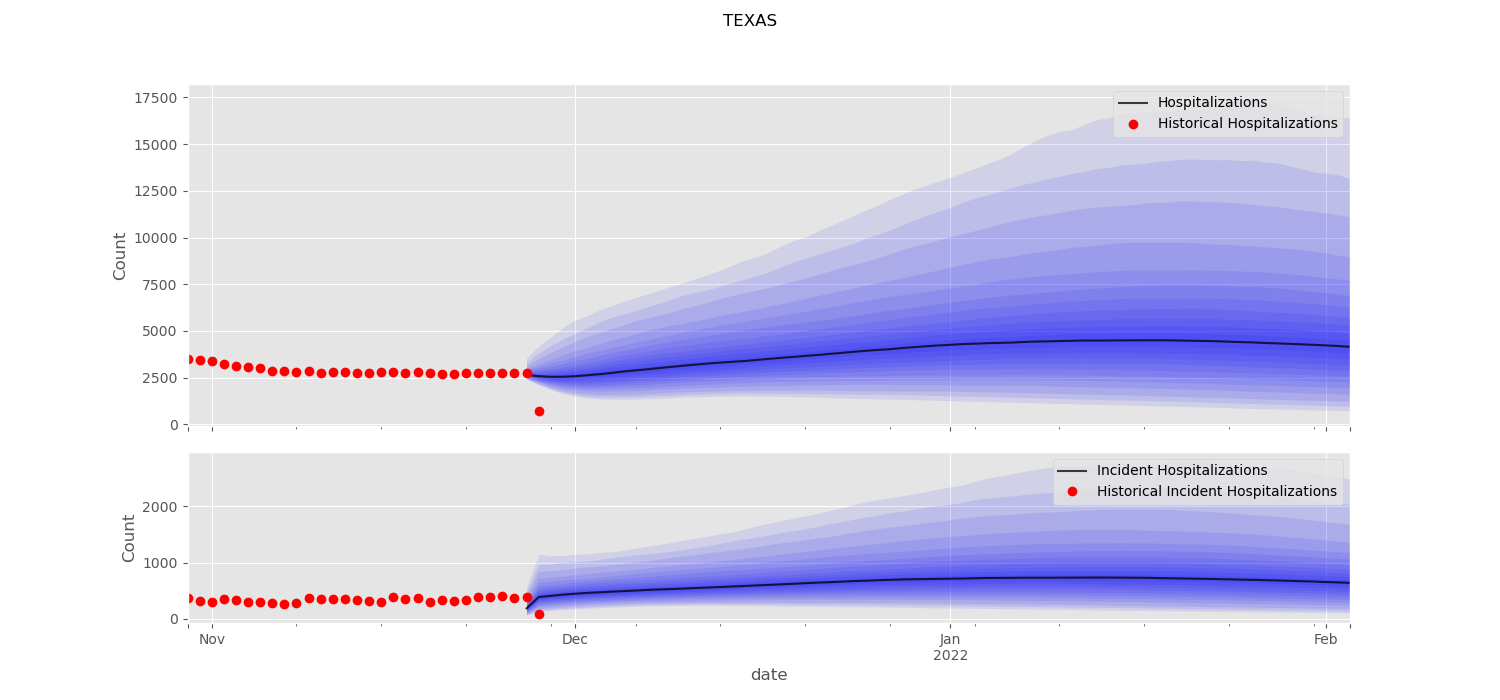 TEXAS
17500
15000
12500
10000
7500
5000
2500
0
Count
Hospitalizations
Historical Hospitalizations
2000
1000
0
Count
Incident Hospitalizations
Historical Incident Hospitalizations
Nov
Dec
Jan
2022
Feb
date